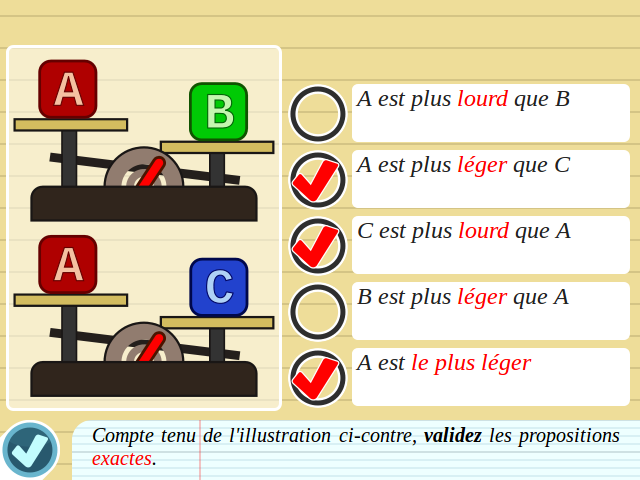 A
B
A
C
A est plus lourd que B
A est plus léger que C
C est plus lourd que A
B est plus léger que A
A est le plus léger
Compte tenu de l'illustration ci-contre, validez les propositions
exactes.